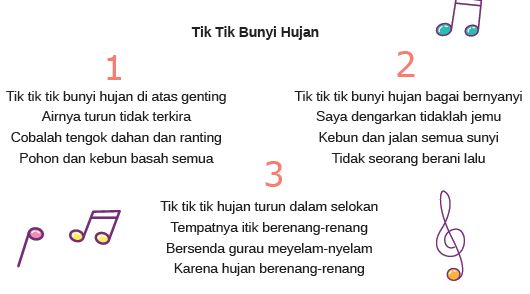 Tik Tik Bunyi Hujan
1
Tik tik tik bunyi hujan di atas genting
Airnya turun tidak terkira
Cobalah tengok dahan dan ranting
Pohon dan kebun basah semua
2
Tik tik tik bunyi hujan bagai bernyanyi
Saya dengarkan tidaklah jemu
Kebun dan jalan semua sunyi
Tidak seorang berani lalu
3
Tik tik tik hujan turun dalam selokan
Tempatnya itik berenang-renang
Bersenda gurau meyelam-nyelam
Karena hujan berenang-renang